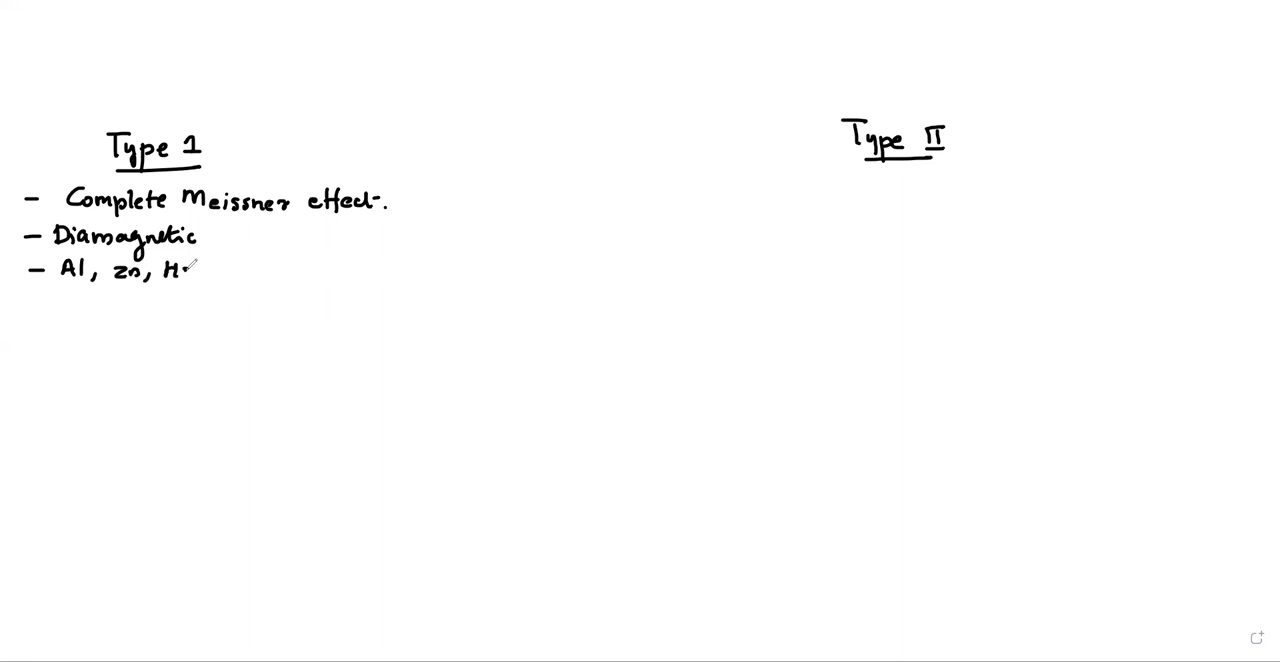 Type 1
Type II
- Complete Meissner effect.
- Diamagnetic
- Al, Zn, H